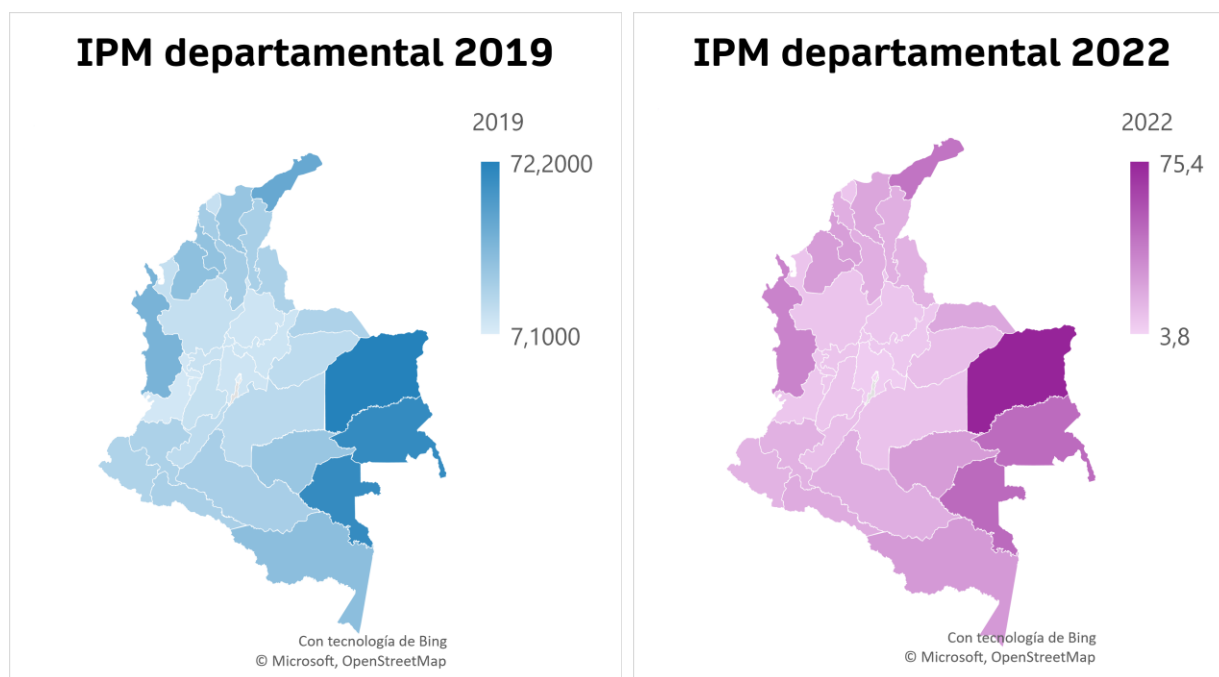 IPM departamental 2019
2019
72,2000
7,1000
Con tecnología de Bing
© Microsoft, OpenStreetMap
IPM departamental 2022
2022
75,4
3,8
Con tecnología de Bing
© Microsoft, OpenStreetMap